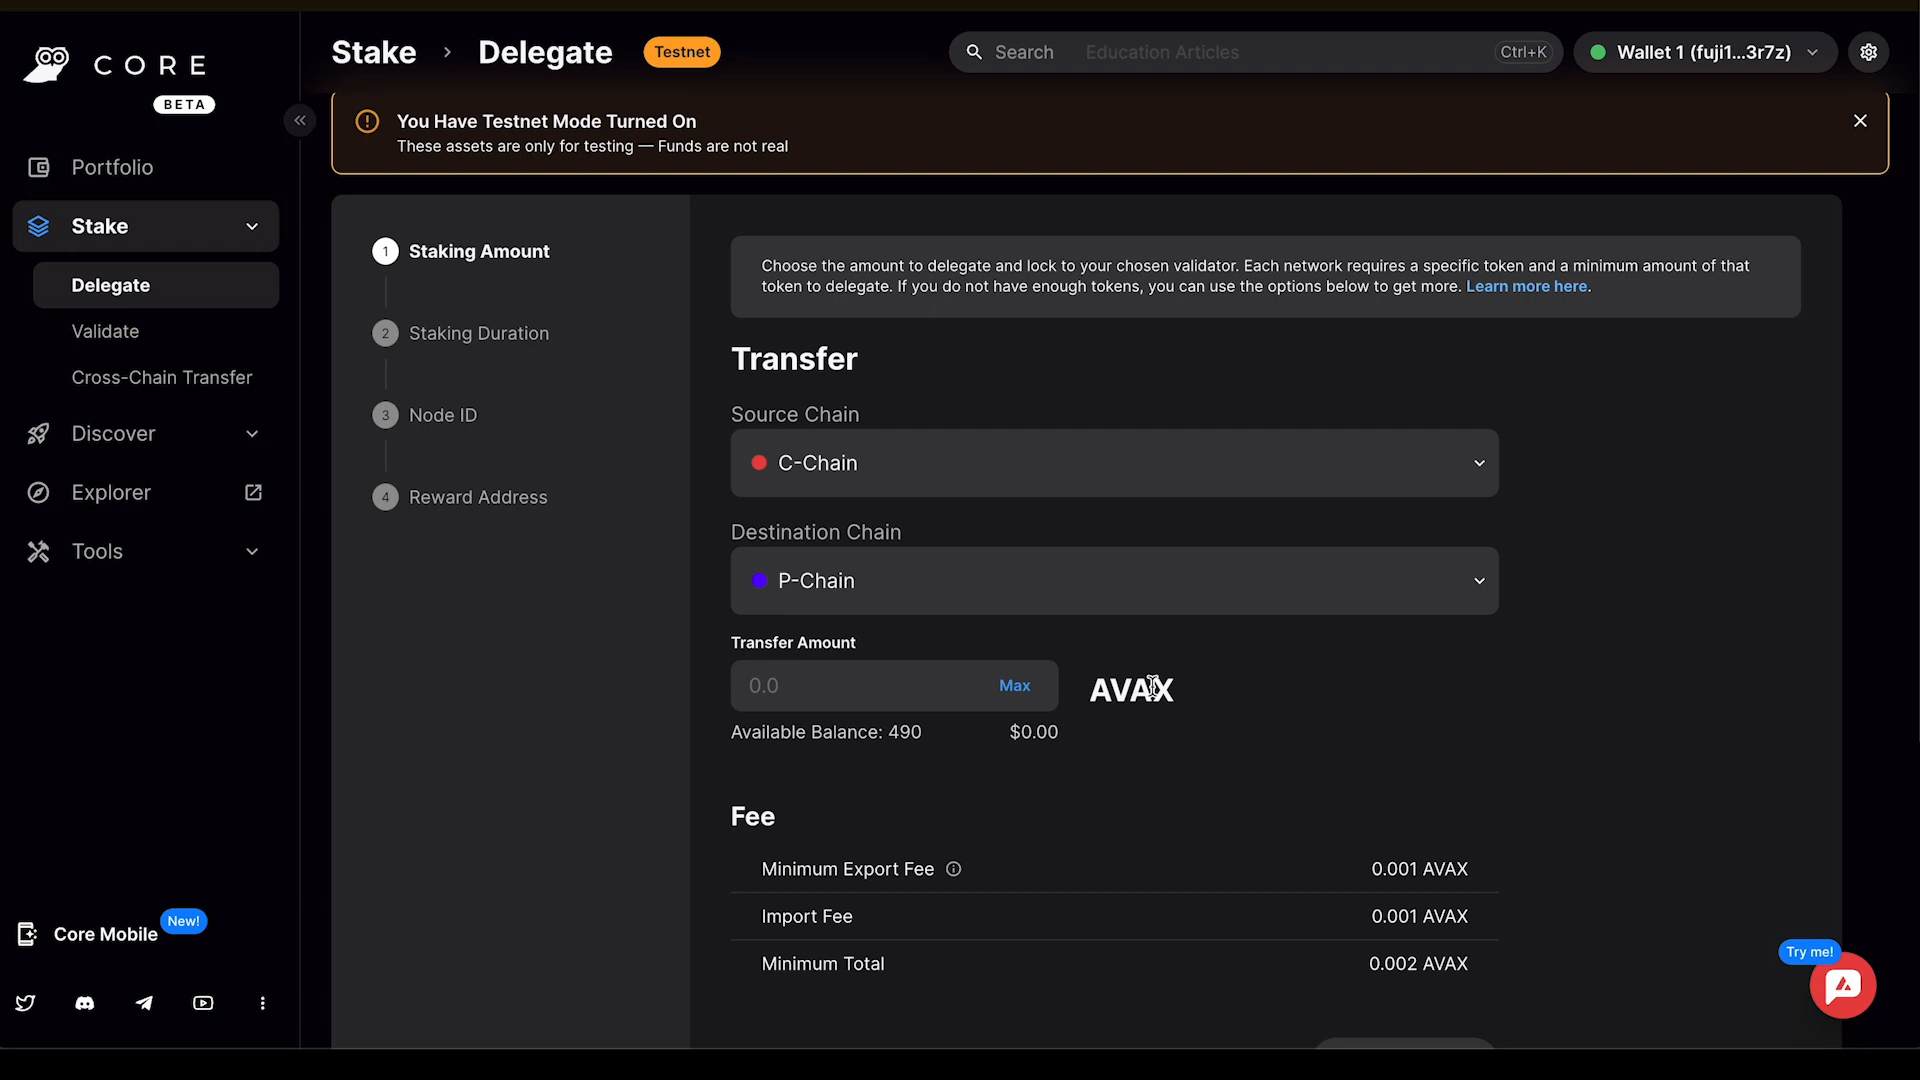 CORE
BETA
Portfolio
Stake
Delegate
Validate
Cross-Chain Transfer
Discover
Explorer
Tools
Core Mobile
New!
Stake > Delegate
Testnet
Search Education Articles Ctrl+K
Wallet 1 (fuji1...3r7z)
You Have Testnet Mode Turned On
These assets are only for testing — Funds are not real
1 Staking Amount
2 Staking Duration
3 Node ID
4 Reward Address
Choose the amount to delegate and lock to your chosen validator. Each network requires a specific token and a minimum amount of that
token to delegate. If you do not have enough tokens, you can use the options below to get more. Learn more here.
Transfer
Source Chain
C-Chain
Destination Chain
P-Chain
Transfer Amount
0.0 Max
AVAX
Available Balance: 490 $0.00
Fee
Minimum Export Fee 0.001 AVAX
Import Fee 0.001 AVAX
Minimum Total 0.002 AVAX
Try me!